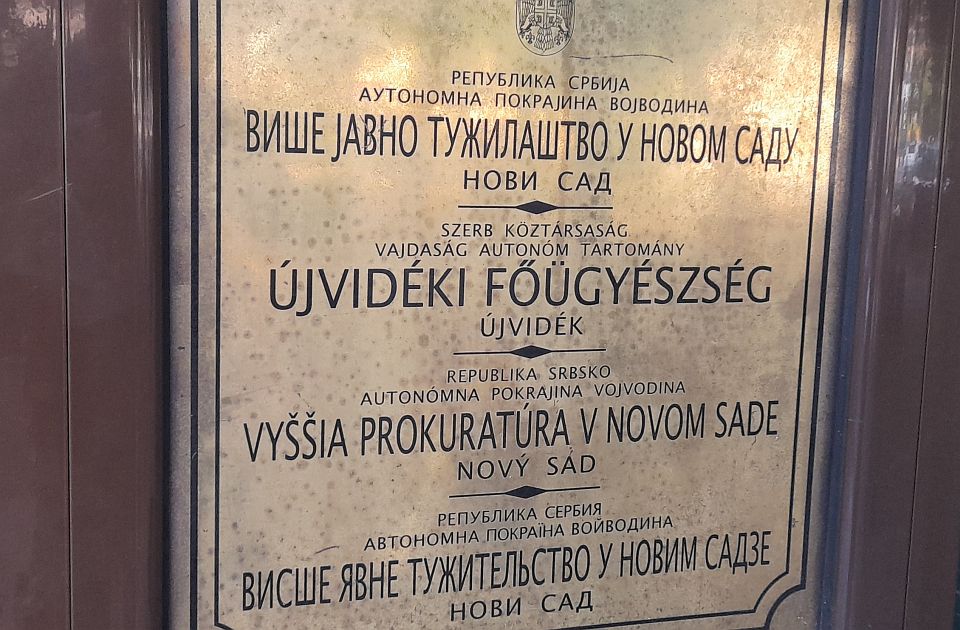 РЕПУБЛИКА СРБИЈА
АУТОНОМНА ПОКРАЈИНА ВОЈВОДИНА
ВИШЕ ЈАВНО ТУЖИЛАШТВО У НОВОМ САДУ
НОВИ САД
SZERB KÖZTÁRSASÁG
VAJDASÁG AUTONÓM TARTOMÁNY
ÚJVIDÉKI FŐÜGYÉSZSÉG
ÚJVIDÉK
REPUBLIKA SRBSKO
AUTONÓMNA POKRAJINA VOJVODINA
VYŠŠIA PROKURATÚRA V NOVOM SADE
NOVÝ SAD
РЕПУБЛИКА СЕРБИЯ
АВТОНОМНА ПОКРАЇНА ВОЙВОДИНА
ВИСШЕ ЯВНЕ ТУЖИТЕЛЬСТВО У НОВИМ САДЗЕ
НОВИ САД